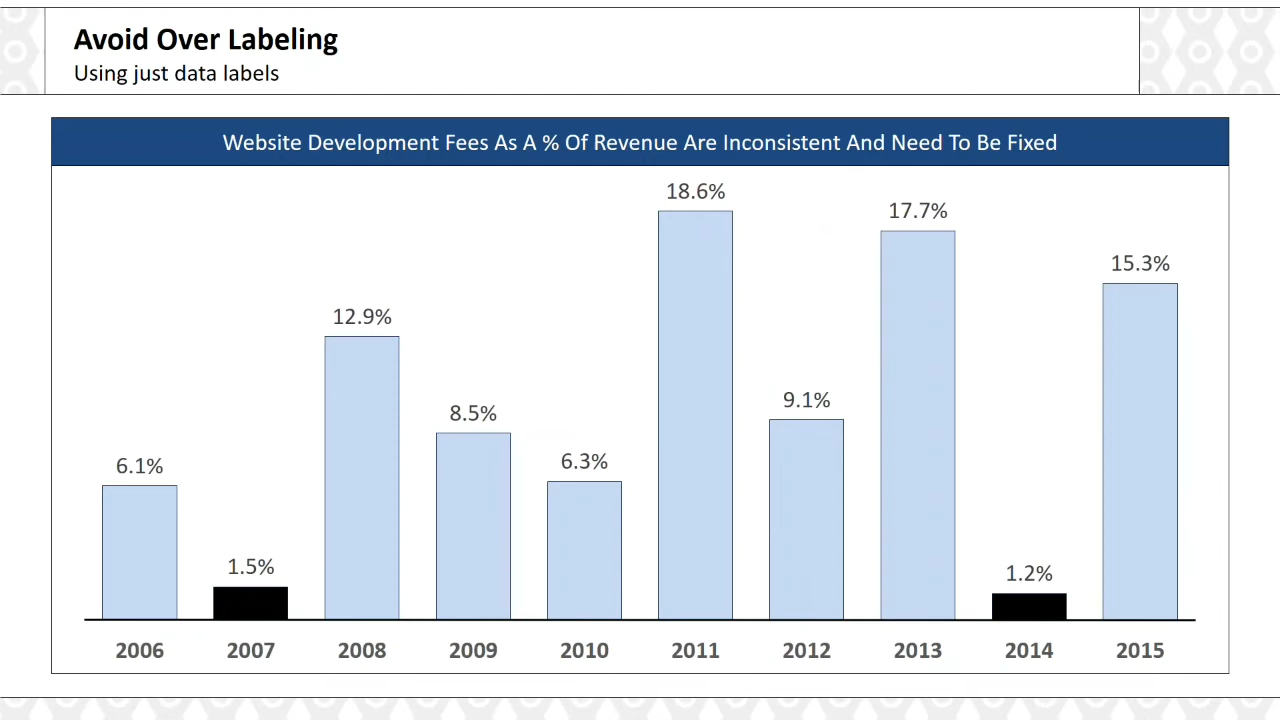 Avoid Over Labeling
Using just data labels
Website Development Fees As A % Of Revenue Are Inconsistent And Need To Be Fixed
6.1%
1.5%
12.9%
8.5%
6.3%
18.6%
9.1%
17.7%
1.2%
15.3%
2006 2007 2008 2009 2010 2011 2012 2013 2014 2015